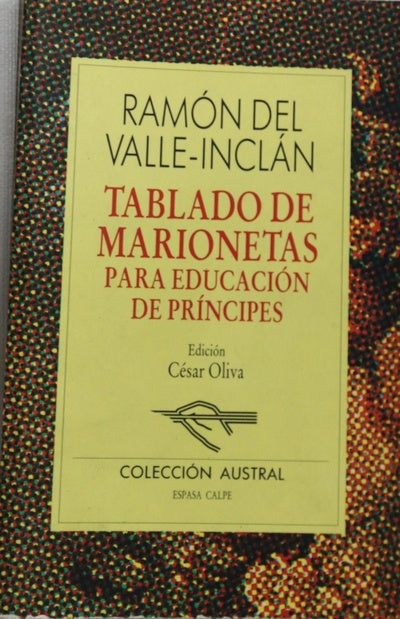 RAMÓN DEL
VALLE-INCLÁN
TABLADO DE
MARIONETAS
PARA EDUCACIÓN
DE PRÍNCIPES
Edición
César Oliva
COLECCIÓN AUSTRAL
ESPASA CALPE